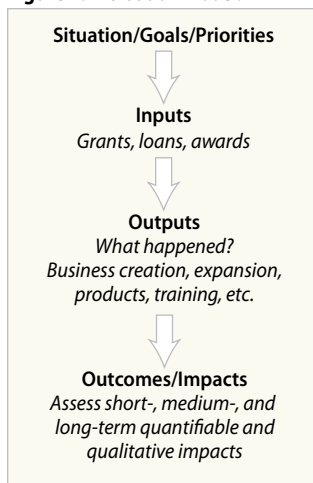 Situation/Goals/Priorities
Inputs
Grants, loans, awards
Outputs
What happened?
Business creation, expansion,
products, training, etc.
Outcomes/Impacts
Assess short-, medium-, and
long-term quantifiable and
qualitative impacts